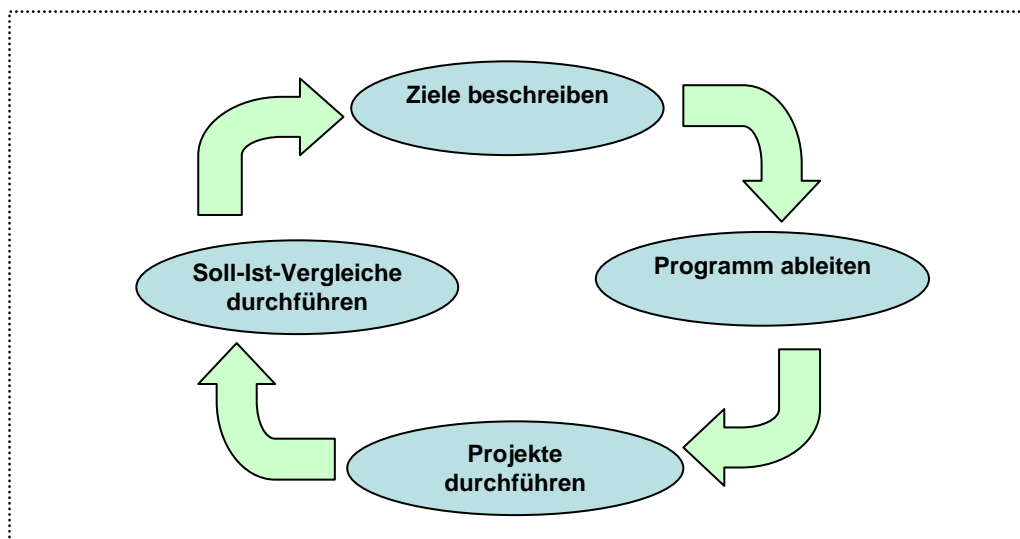 Ziele beschreiben
Programm ableiten
Projekte
durchführen
Soll-Ist-Vergleiche
durchführen